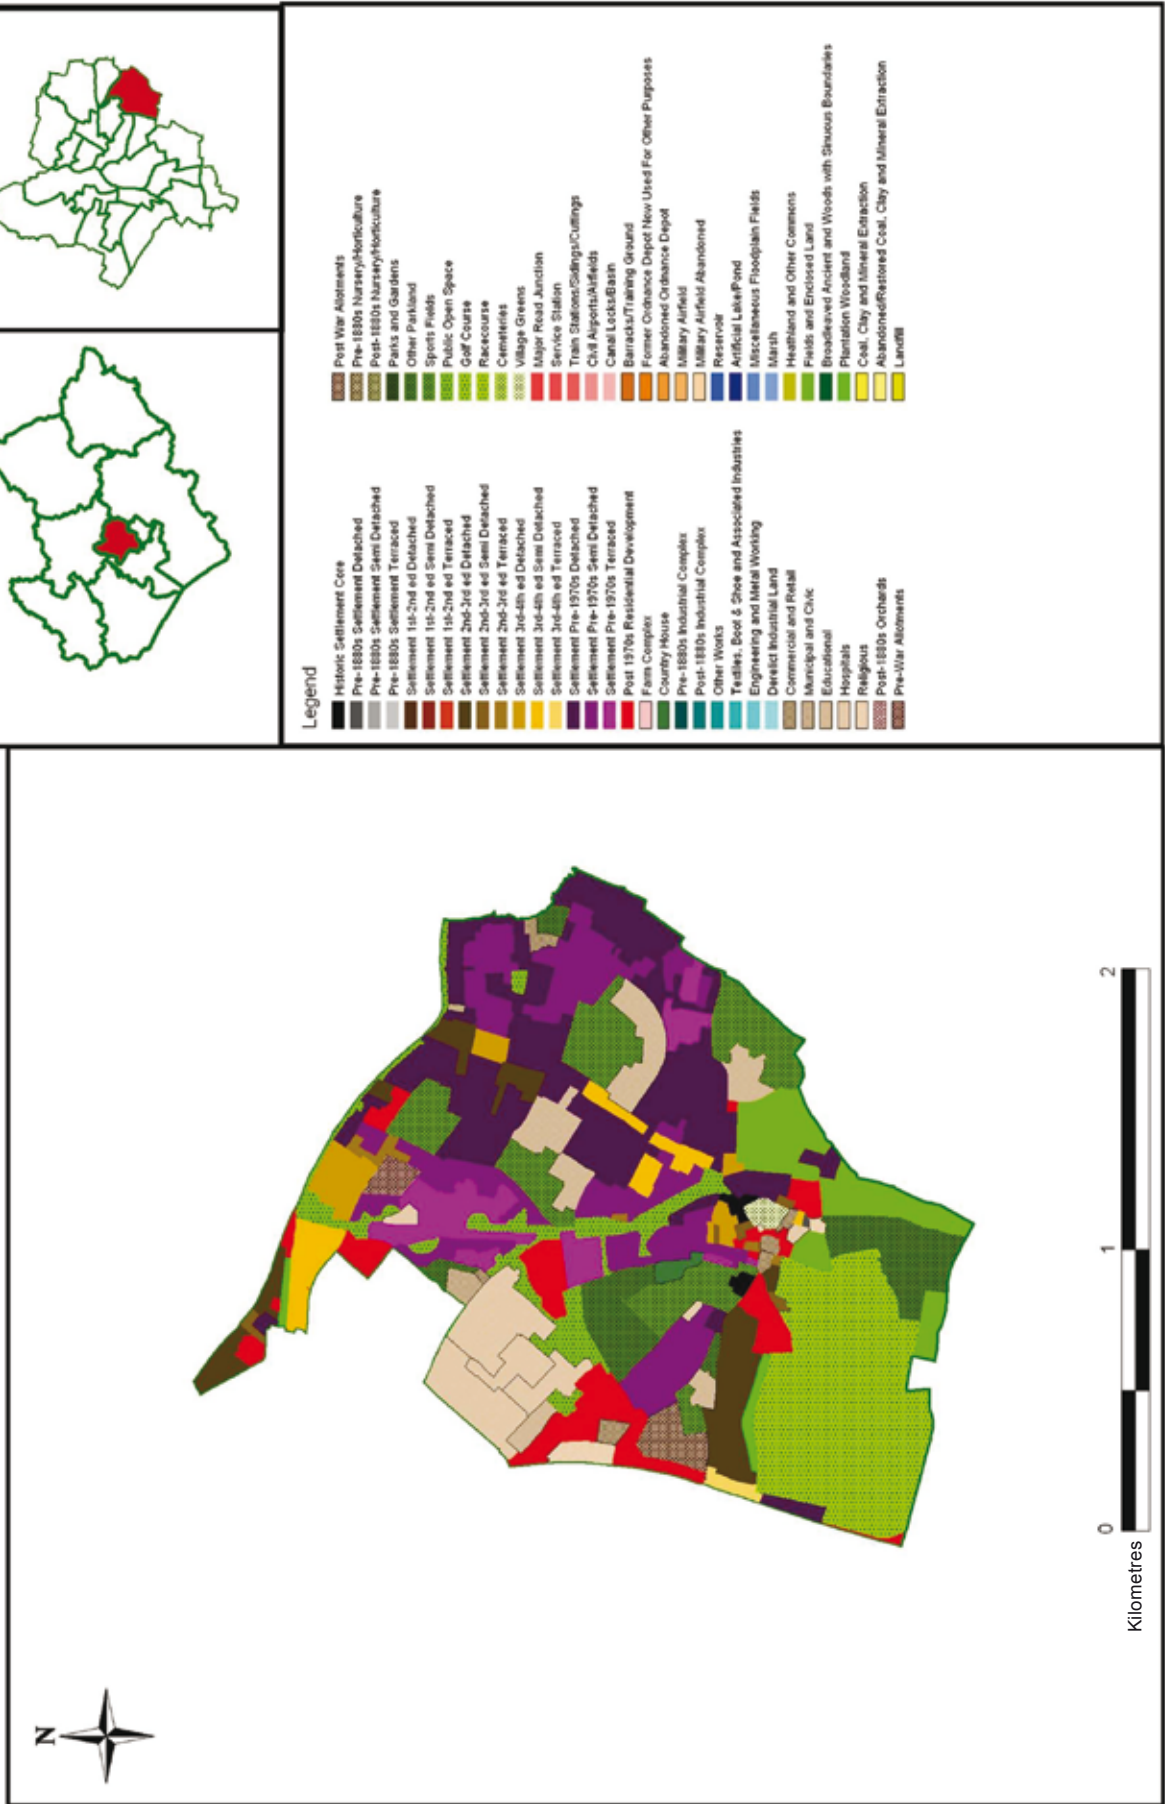 Legend
Historic Settlement Core
Pre-1880s Settlement Detached
Pre-1880s Settlement Semi Detached
Pre-1880s Settlement Terraced
Settlement 1st-2nd ed Detached
Settlement 1st-2nd ed Semi Detached
Settlement 1st-2nd ed Terraced
Settlement 2nd-3rd ed Detached
Settlement 2nd-3rd ed Semi Detached
Settlement 2nd-3rd ed Terraced
Settlement 3rd-4th ed Detached
Settlement 3rd-4th ed Semi Detached
Settlement 3rd-4th ed Terraced
Settlement Pre-1970s Detached
Settlement Pre-1970s Semi Detached
Settlement Pre-1970s Terraced
Post 1970s Residential Development
Farm Complex
Country House
Pre-1880s Industrial Complex
Post-1880s Industrial Complex
Other Works
Textiles, Boot & Shoe and Associated Industries
Engineering and Metal Working
Derelict Industrial Land
Commercial and Retail
Municipal and Civic
Educational
Hospitals
Religious
Post-1880s Orchards
Pre-War Allotments
Post War Allotments
Pre-1880s Nursery/Horticulture
Post-1880s Nursery/Horticulture
Parks and Gardens
Other Parkland
Sports Fields
Public Open Space
Golf Course
Racecourse
Cemeteries
Village Greens
Major Road Junction
Service Station
Train Stations/Sidings/Cuttings
Civil Airports/Airfields
Canal Locks/Basin
Barracks/Training Ground
Former Ordnance Depot Now Used For Other Purposes
Abandoned Ordnance Depot
Military Airfield
Military Airfield Abandoned
Reservoir
Artificial Lake/Pond
Miscellaneous Floodplain Fields
Marsh
Heathland and Other Commons
Fields and Enclosed Land
Broadleaved Ancient and Woods with Sinuous Boundaries
Plantation Woodland
Coal, Clay and Mineral Extraction
Abandoned/Restored Coal, Clay and Mineral Extraction
Landfill
N
0 1 2
Kilometres